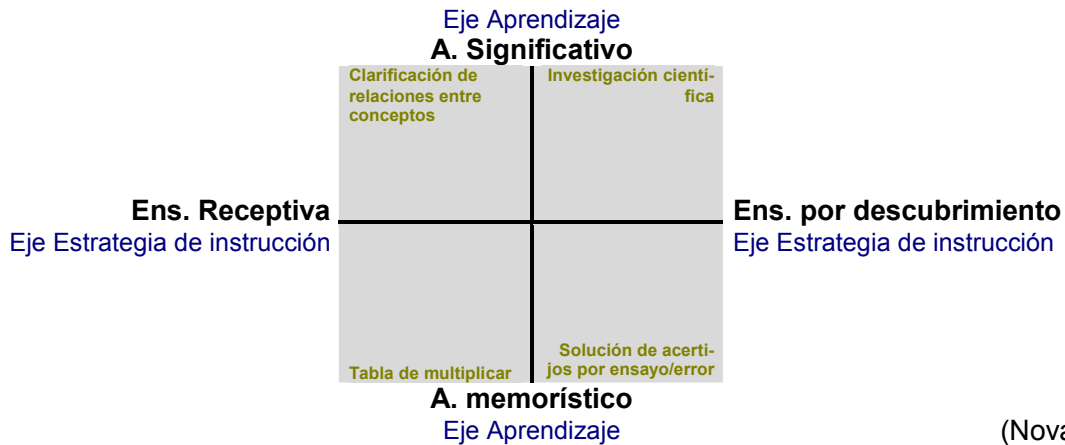 Eje Aprendizaje
A. Significativo
Clarificación de
relaciones entre
conceptos
Investigación cientí-
fica
Ens. Receptiva
Eje Estrategia de instrucción
Ens. por descubrimiento
Eje Estrategia de instrucción
Tabla de multiplicar
Solución de acerti-
jos por ensayo/error
A. memorístico
Eje Aprendizaje
(Nova